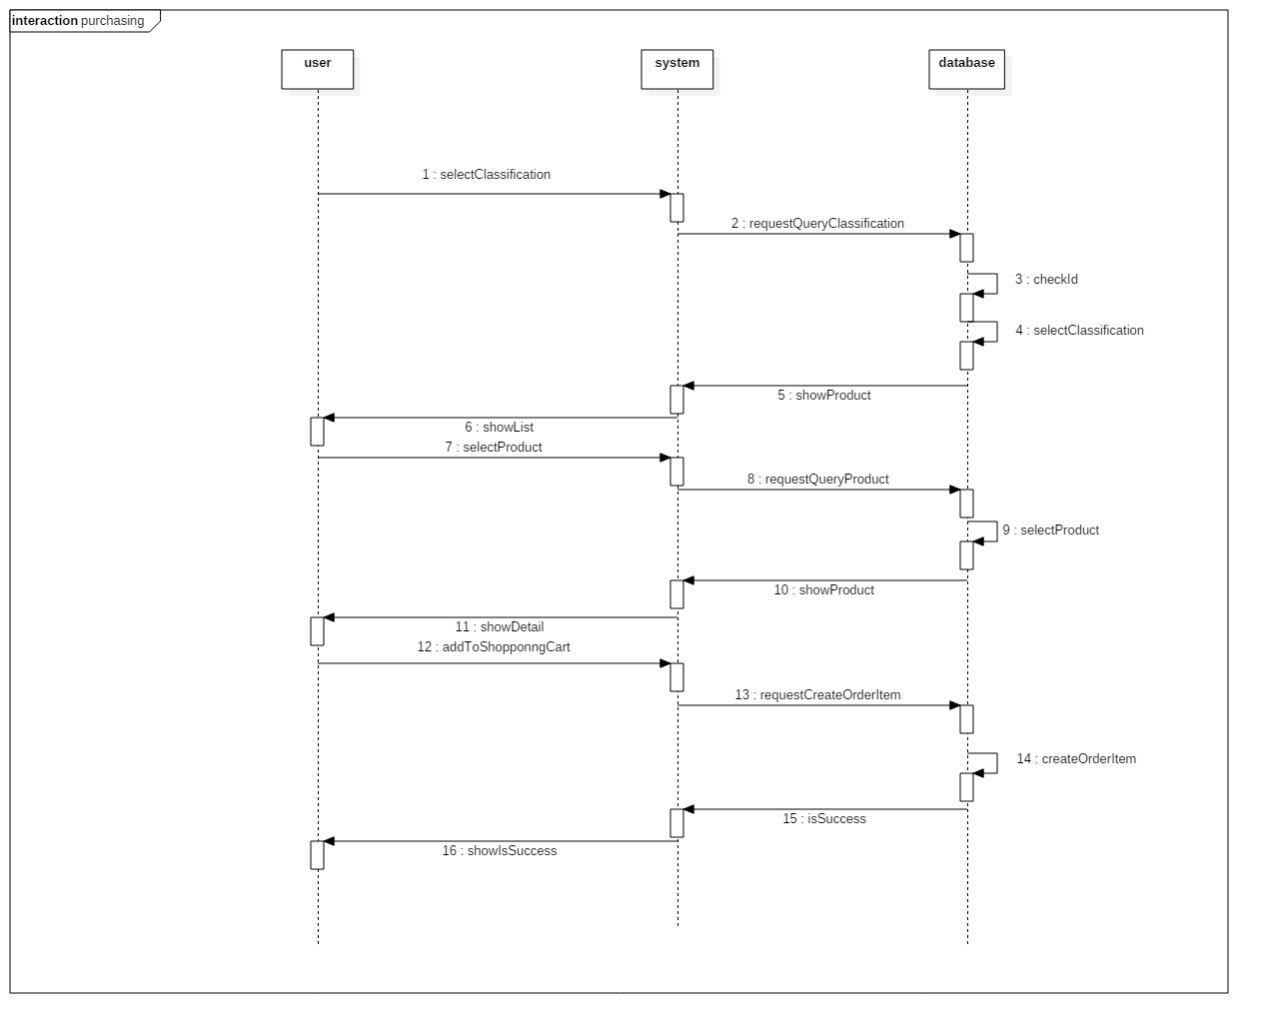 interaction purchasing
user
system
database
1 : selectClassification
2 : requestQueryClassification
3 : checkId
4 : selectClassification
5 : showProduct
6 : showList
7 : selectProduct
8 : requestQueryProduct
9 : selectProduct
10 : showProduct
11 : showDetail
12 : addToShopponngCart
13 : requestCreateOrderItem
14 : createOrderItem
15 : isSuccess
16 : showIsSuccess